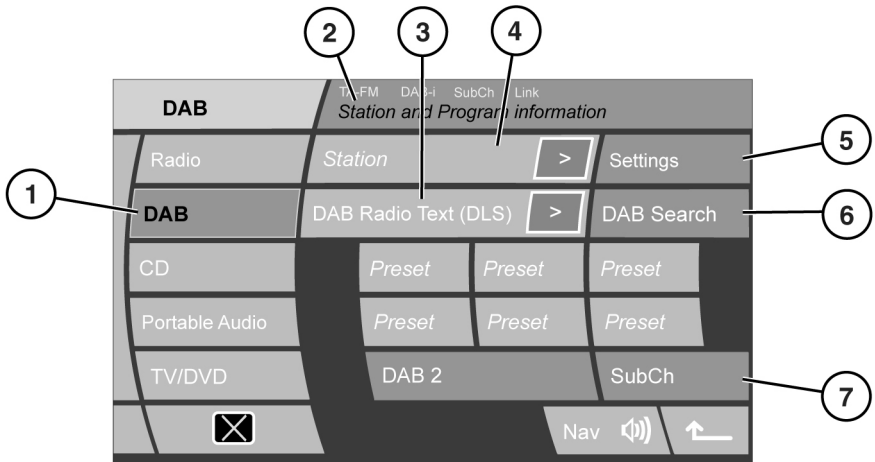 2 3 4
DAB
TA-FM DAB-i SubCh Link
Station and Program information
Radio
Station
>
Settings
5
1
DAB
DAB Radio Text (DLS)
>
DAB Search
6
CD
Preset Preset Preset
Portable Audio
Preset Preset Preset
TV/DVD
DAB 2
SubCh
7
Nav